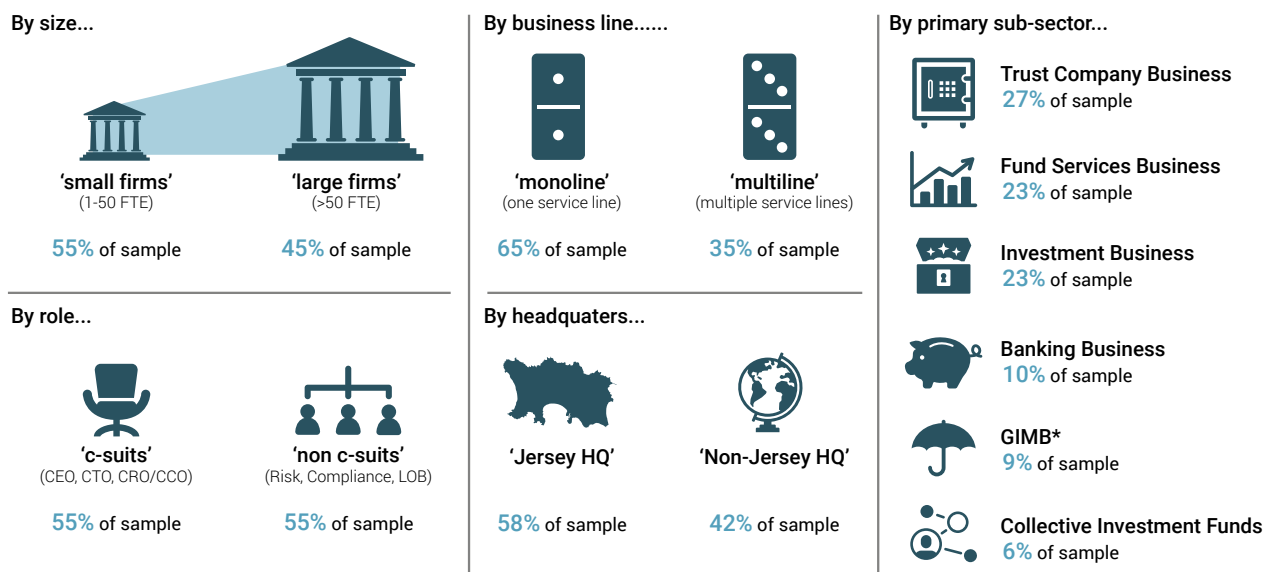 By size...
‘small firms’
(1-50 FTE)
55% of sample
‘large firms’
(>50 FTE)
45% of sample
By business line......
‘monoline’
(one service line)
65% of sample
‘multiline’
(multiple service lines)
35% of sample
By role...
‘c-suits’
(CEO, CTO, CRO/CCO)
55% of sample
‘non c-suits’
(Risk, Compliance, LOB)
55% of sample
By headquaters...
‘Jersey HQ’
58% of sample
‘Non-Jersey HQ’
42% of sample
By primary sub-sector...
Trust Company Business
27% of sample
Fund Services Business
23% of sample
Investment Business
23% of sample
Banking Business
10% of sample
GIMB*
9% of sample
Collective Investment Funds
6% of sample